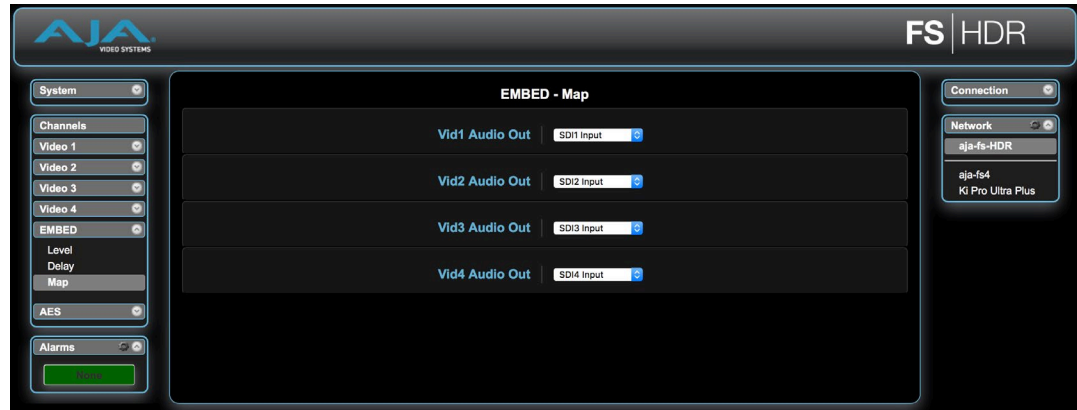 AJA
VIDEO SYSTEMS
FS HDR
System
Channels
Video 1
Video 2
Video 3
Video 4
EMBED
Level
Delay
Map
AES
Alarms
None
EMBED - Map
Vid1 Audio Out SDI1 Input
Vid2 Audio Out SDI2 Input
Vid3 Audio Out SDI3 Input
Vid4 Audio Out SDI4 Input
Connection
Network
aja-fs-HDR
aja-fs4
Ki Pro Ultra Plus